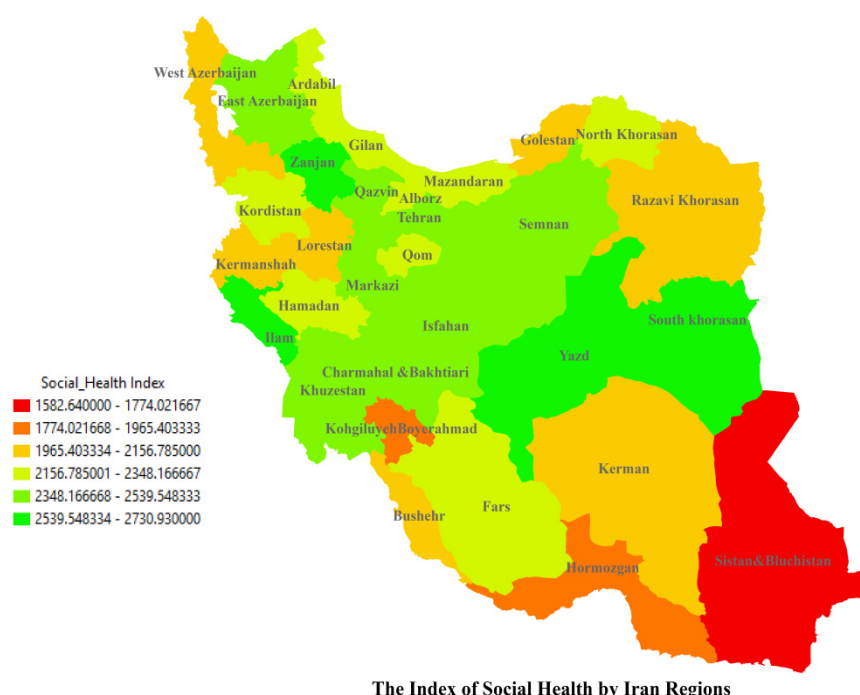 West Azerbaijan
Ardabil
East Azerbaijan
Gilan
Golestan
North Khorasan
Zanjan
Qazvin
Mazandaran
Alborz
Razavi Khorasan
Kordistan
Tehran
Semnan
Lorestan
Qom
Kermanshah
Markazi
Hamadan
South khorasan
Isfahan
Ilam
Yazd
Charmahal &Bakhtiari
Khuzestan
KohgiluyehBoyerahmad
Kerman
Fars
Bushehr
Hormozgan
Sistan&Bluchistan
Social_Health Index
1582.640000 - 1774.021667
1774.021668 - 1965.403333
1965.403334 - 2156.785000
2156.785001 - 2348.166667
2348.166668 - 2539.548333
2539.548334 - 2730.930000
The Index of Social Health by Iran Regions